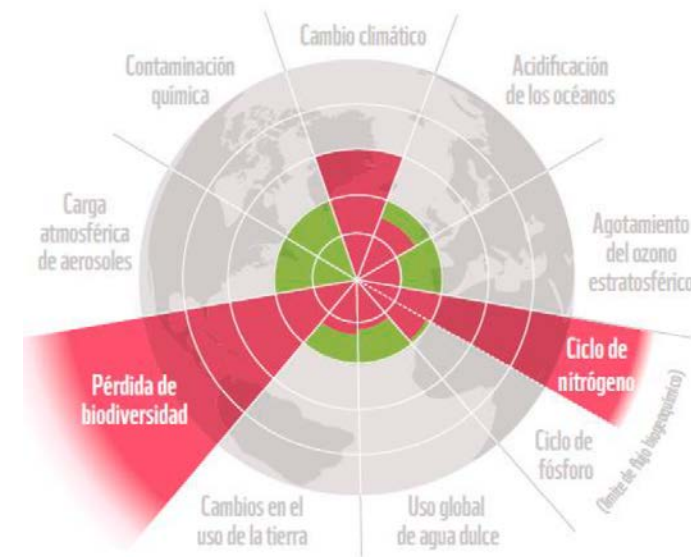 Cambio climático
Contaminación
química
Acidificación
de los océanos
Carga
atmosférica
de aerosoles
Agotamiento
del ozono
estratosférico
Pérdida de
biodiversidad
Ciclo de
nitrógeno
Ciclo de
fósforo
(límite de flujo biogeoquímico)
Cambios en el
uso de la tierra
Uso global
de agua dulce